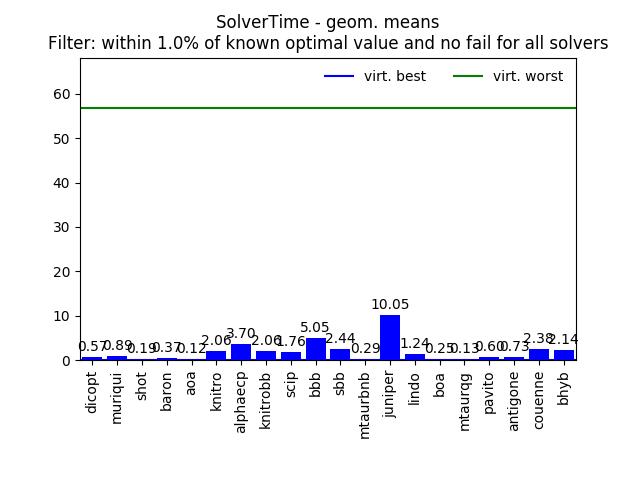 SolverTime - geom. means
Filter: within 1.0% of known optimal value and no fail for all solvers
virt. best
virt. worst
60
50
40
30
20
10
0
0.57
0.89
0.19
0.37
0.12
2.06
3.70
2.06
1.76
5.05
2.44
0.29
10.05
1.24
0.25
0.13
0.60
0.73
2.38
2.14
dicopt
muriqui
shot
baron
aoa
knitro
alphaecp
knitrobb
scip
bbb
sbb
mtaurbnb
juniper
lindo
boa
mtaurqg
pavito
antigone
couenne
bhyb